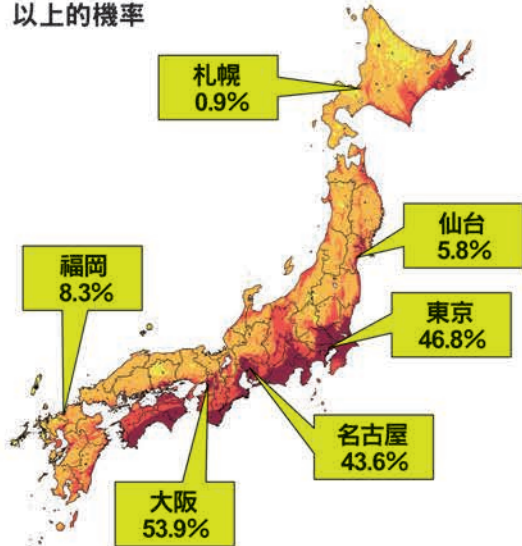 以上的機率
札幌
0.9%
仙台
5.8%
福岡
8.3%
東京
46.8%
名古屋
43.6%
大阪
53.9%